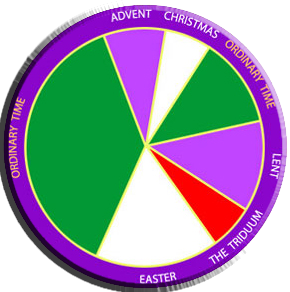 ADVENT
CHRISTMAS
ORDINARY TIME
LENT
THE TRIDUUM
EASTER
ORDINARY TIME